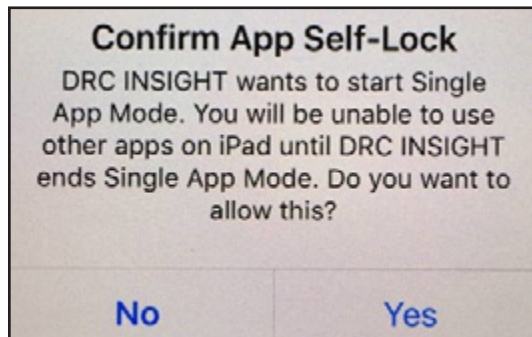 Confirm App Self-Lock
DRC INSIGHT wants to start Single
App Mode. You will be unable to use
other apps on iPad until DRC INSIGHT
ends Single App Mode. Do you want to
allow this?
No
Yes